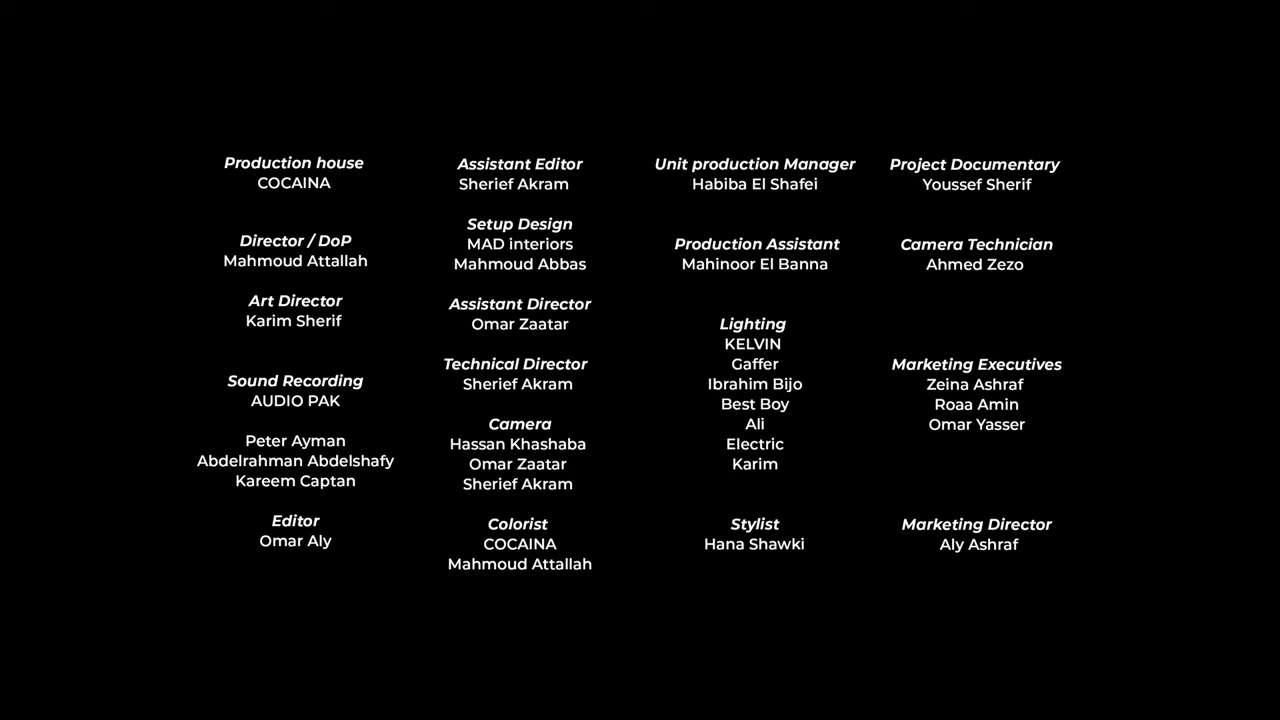 Production house
COCAINA
Director / DoP
Mahmoud Attallah
Art Director
Karim Sherif
Sound Recording
AUDIO PAK
Peter Ayman
Abdelrahman Abdelshafy
Kareem Captan
Editor
Omar Aly
Assistant Editor
Sherief Akram
Setup Design
MAD interiors
Mahmoud Abbas
Assistant Director
Omar Zaatar
Technical Director
Sherief Akram
Camera
Hassan Khashaba
Omar Zaatar
Sherief Akram
Colorist
COCAINA
Mahmoud Attallah
Unit production Manager
Habiba El Shafei
Production Assistant
Mahinoor El Banna
Lighting
KELVIN
Gaffer
Ibrahim Bijo
Best Boy
Ali
Electric
Karim
Stylist
Hana Shawki
Project Documentary
Youssef Sherif
Camera Technician
Ahmed Zezo
Marketing Executives
Zeina Ashraf
Roaa Amin
Omar Yasser
Marketing Director
Aly Ashraf